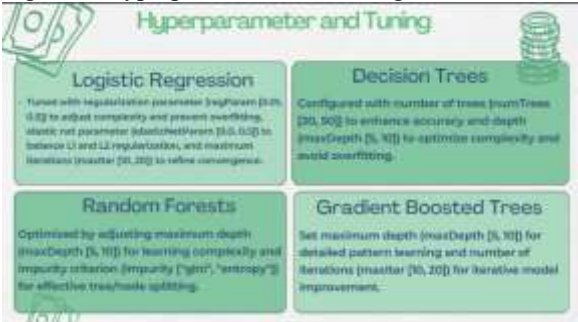 Hyperparameter and Tuning
Logistic Regression
- Tuned with regularization parameter (regParam [0.01,
0.5]) to adjust complexity and prevent overfitting,
elastic net parameter (elasticNetParam [0.0, 0.5]) to
balance L1 and L2 regularization, and maximum
iterations (maxIter [10, 20]) to refine convergence.
Decision Trees
Configured with number of trees (numTrees
[20, 50]) to enhance accuracy and depth
(maxDepth [5, 10]) to optimize complexity and
avoid overfitting.
Random Forests
Optimised by adjusting maximum depth
(maxDepth [5, 10]) for learning complexity and
impurity criterion (impurity ["gini", "entropy"])
for effective tree/node splitting.
Gradient Boosted Trees
Set maximum depth (maxDepth [5, 10]) for
detailed pattern learning and number of
iterations (maxIter [10, 20]) for iterative model
improvement.